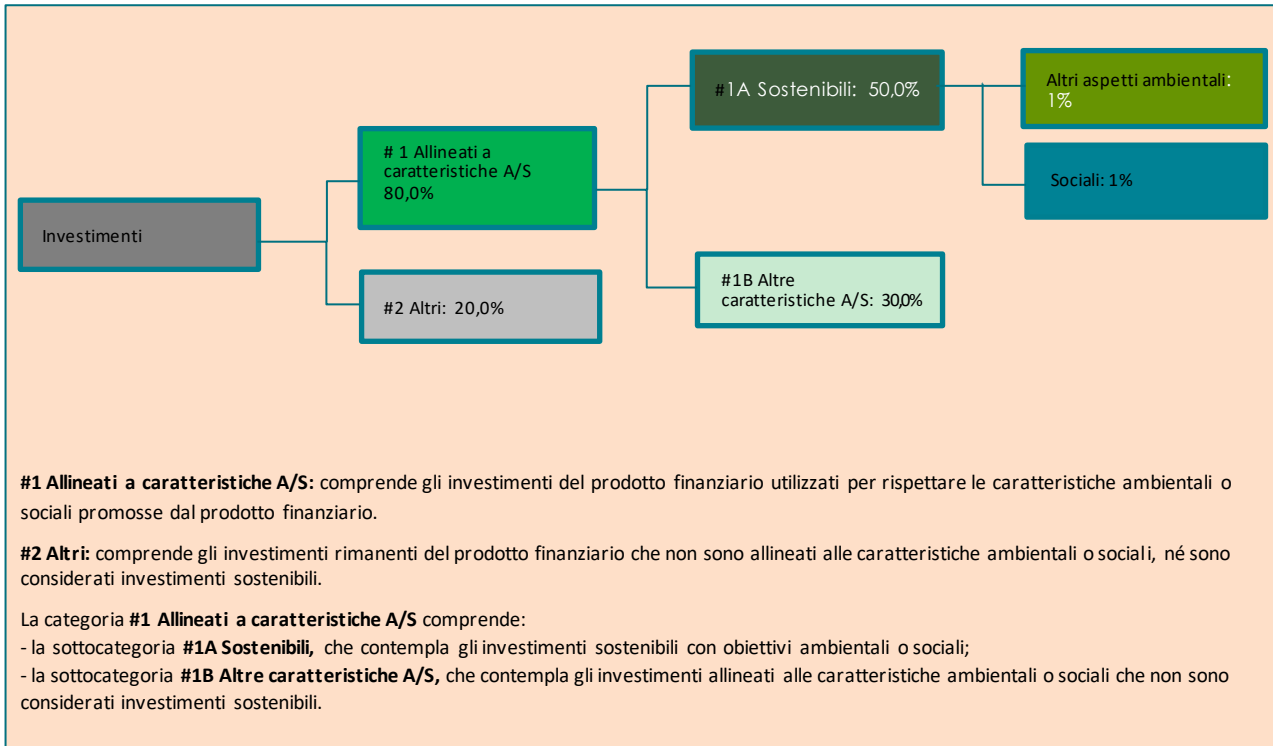 Investimenti
# 1 Allineati a
caratteristiche A/S
80,0%
#2 Altri: 20,0%
#1A Sostenibili: 50,0%
#1B Altre
caratteristiche A/S: 30,0%
Altri aspetti ambientali:
1%
Sociali: 1%
#1 Allineati a caratteristiche A/S: comprende gli investimenti del prodotto finanziario utilizzati per rispettare le caratteristiche ambientali o
sociali promosse dal prodotto finanziario.
#2 Altri: comprende gli investimenti rimanenti del prodotto finanziario che non sono allineati alle caratteristiche ambientali o sociali, né sono
considerati investimenti sostenibili.
La categoria #1 Allineati a caratteristiche A/S comprende:
- la sottocategoria #1A Sostenibili, che contempla gli investimenti sostenibili con obiettivi ambientali o sociali;
- la sottocategoria #1B Altre caratteristiche A/S, che contempla gli investimenti allineati alle caratteristiche ambientali o sociali che non sono
considerati investimenti sostenibili.